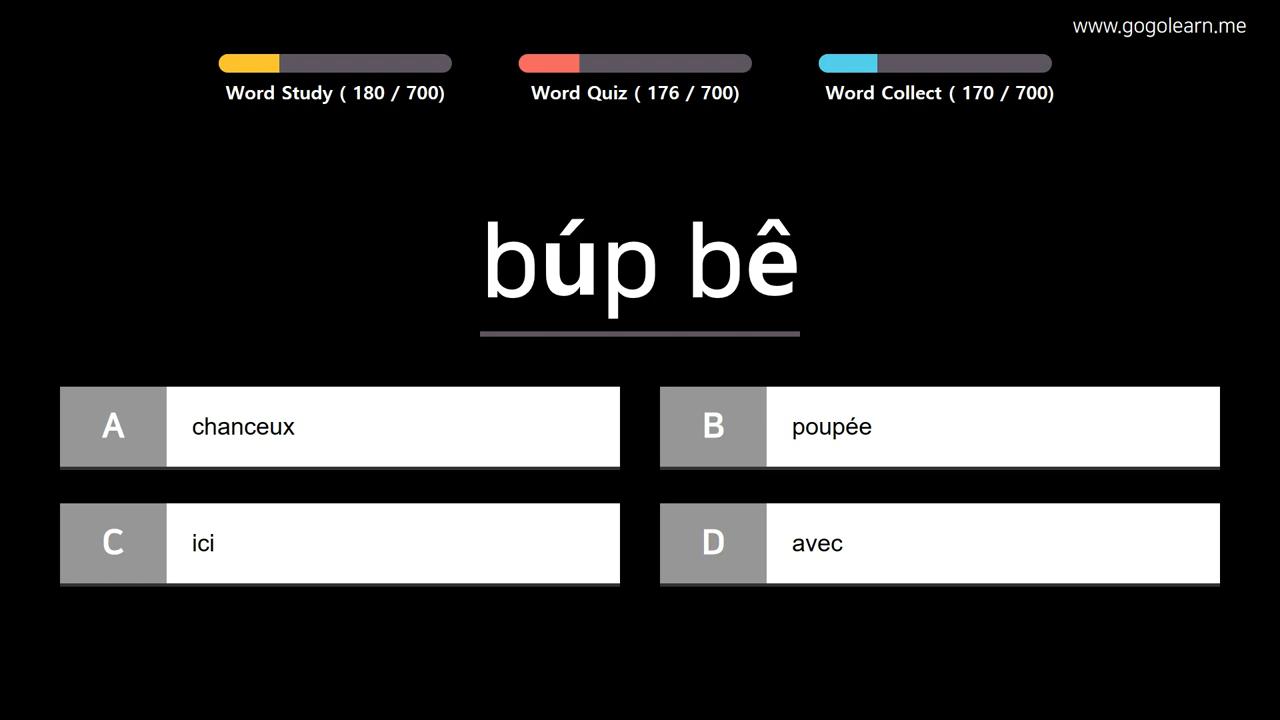 www.gogolearn.me
Word Study ( 180 / 700)
Word Quiz ( 176 / 700)
Word Collect ( 170 / 700)
búp bê
A chanceux
B poupée
C ici
D avec